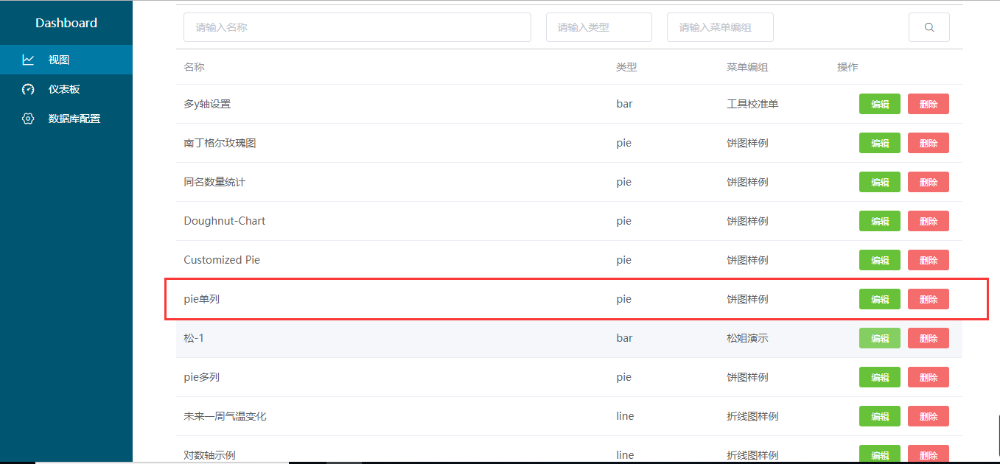 Dashboard
视图
仪表板
数据库配置
请输入名称 请输入类型 请输入菜单编组
名称 类型 菜单编组 操作
多y轴设置 bar 工具校准单 编辑 删除
南丁格尔玫瑰图 pie 饼图样例 编辑 删除
同名数量统计 pie 饼图样例 编辑 删除
Doughnut-Chart pie 饼图样例 编辑 删除
Customized Pie pie 饼图样例 编辑 删除
pie单列 pie 饼图样例 编辑 删除
松-1 bar 松姐演示 编辑 删除
pie多列 pie 饼图样例 编辑 删除
未来一周气温变化 line 折线图样例 编辑 删除
对数轴示例 line 折线图样例 编辑 删除